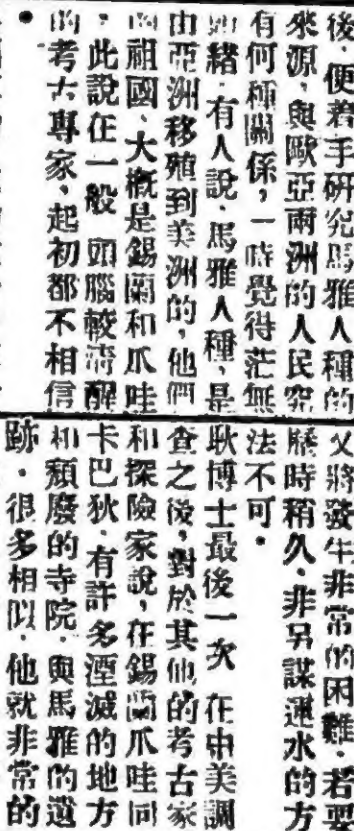 後，便着手研究馬雅人種的
來源，與歐亞兩洲的人民究
有何種關係，一時覺得茫無
頭緒．有人說．馬雅人種，是
由亞洲移殖到美洲的，他們
的祖國、大概是錫蘭和爪哇
，此說在一般 頭腦較清醒
的考古專家，起初都不相信
．
又將發生非常的困難．若要
歷時稍久．非另謀運水的方
法不可．
耿博士最後一次 在中美調
查之後，對於其他的考古家
和探險家說，在錫蘭爪哇同
卡巴狄．有許多湮滅的地方
和頹廢的寺院．與馬雅的遺
跡．很多相似．他就非常的